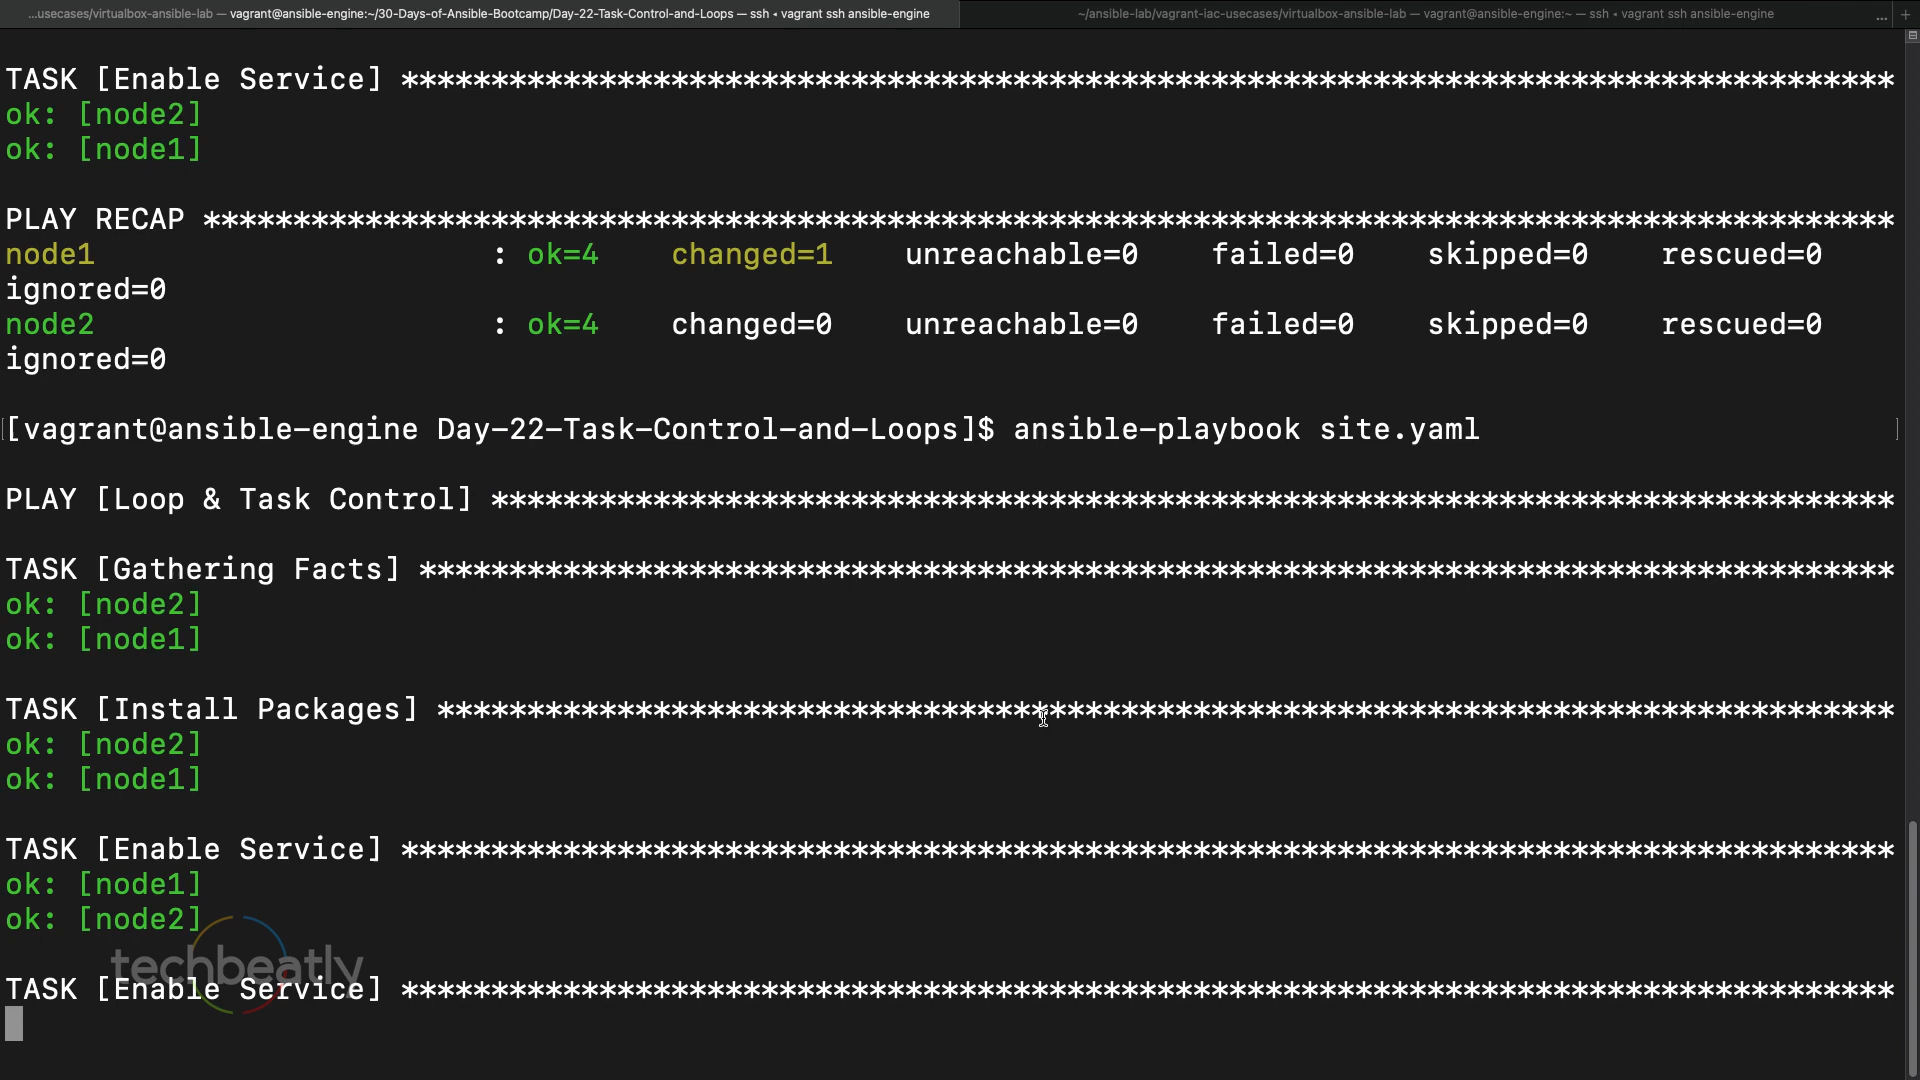 ...usecases/virtualbox-ansible-lab — vagrant@ansible-engine:~/30-Days-of-Ansible-Bootcamp/Day-22-Task-Control-and-Loops — ssh ◂ vagrant ssh ansible-engine
~/ansible-lab/vagrant-iac-usecases/virtualbox-ansible-lab — vagrant@ansible-engine:~ — ssh ◂ vagrant ssh ansible-engine ... +
TASK [Enable Service] ***********************************************************************************
ok: [node2]
ok: [node1]
PLAY RECAP **********************************************************************************************
node1 : ok=4 changed=1 unreachable=0 failed=0 skipped=0 rescued=0
ignored=0
node2 : ok=4 changed=0 unreachable=0 failed=0 skipped=0 rescued=0
ignored=0
[[vagrant@ansible-engine Day-22-Task-Control-and-Loops]$ ansible-playbook site.yaml ]
PLAY [Loop & Task Control] ******************************************************************************
TASK [Gathering Facts] **********************************************************************************
ok: [node2]
ok: [node1]
TASK [Install Packages] *********************************************************************************
ok: [node2]
ok: [node1]
TASK [Enable Service] ***********************************************************************************
ok: [node1]
ok: [node2]
techbeatly
TASK [Enable Service] ***********************************************************************************